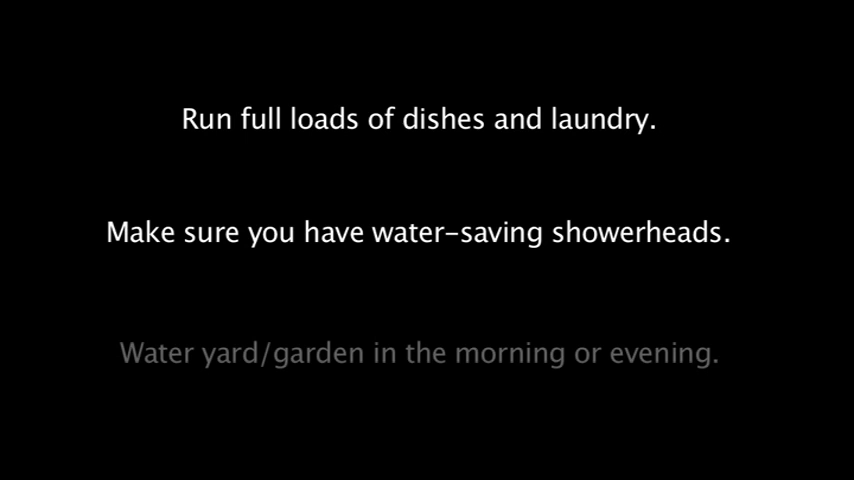 Run full loads of dishes and laundry.
Make sure you have water-saving showerheads.
Water yard/garden in the morning or evening.